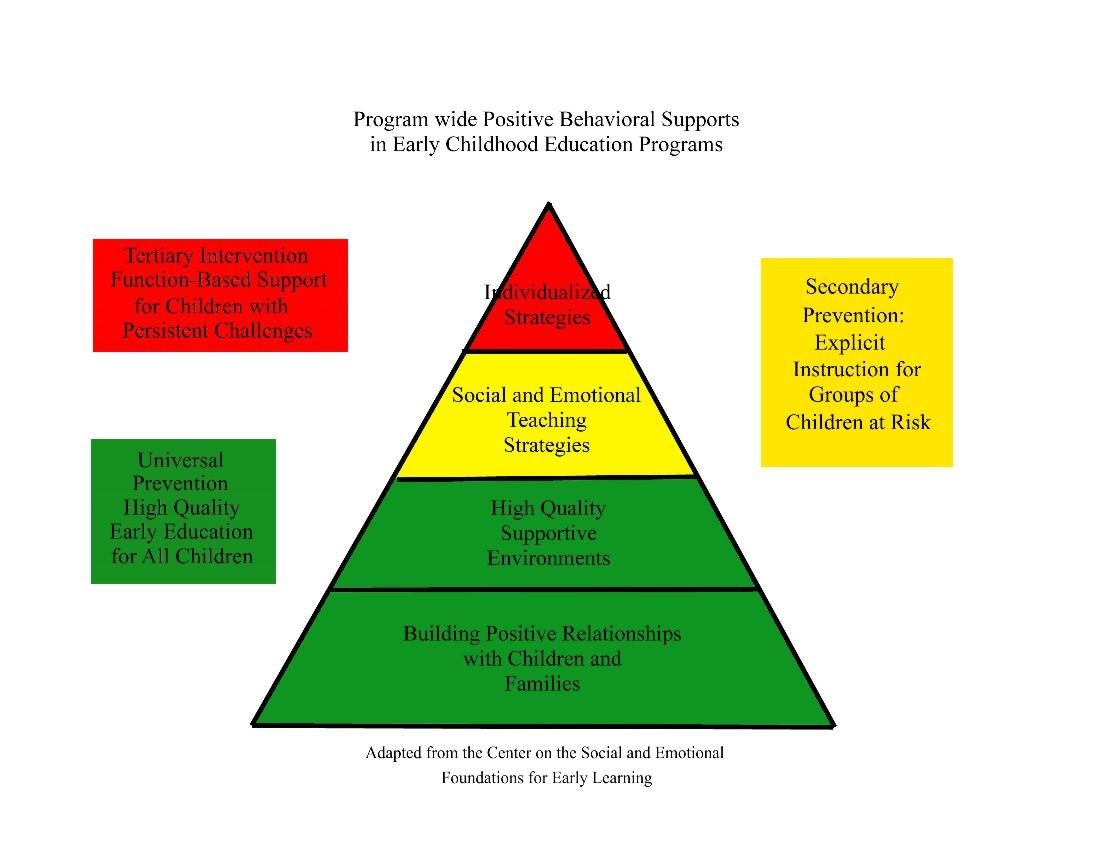 Program wide Positive Behavioral Supports
in Early Childhood Education Programs
Tertiary Intervention
Function-Based Support
for Children with
Persistent Challenges
Individualized
Strategies
Secondary
Prevention:
Explicit
Instruction for
Groups of
Children at Risk
Social and Emotional
Teaching
Strategies
Universal
Prevention
High Quality
Early Education
for All Children
High Quality
Supportive
Environments
Building Positive Relationships
with Children and
Families
Adapted from the Center on the Social and Emotional
Foundations for Early Learning